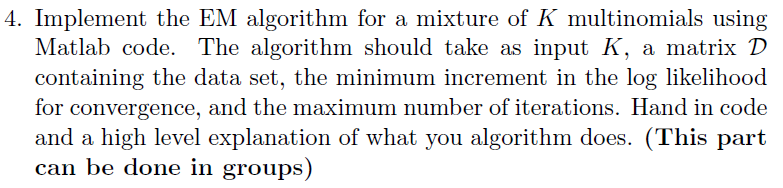 4. Implement the EM algorithm for a mixture of K multinomials using
Matlab code. The algorithm should take as input K, a matrix D
containing the data set, the minimum increment in the log likelihood
for convergence, and the maximum number of iterations. Hand in code
and a high level explanation of what you algorithm does. (This part
can be done in groups)